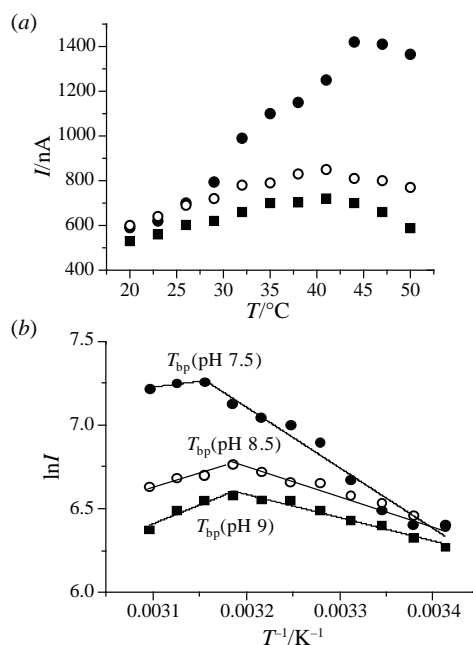 (a)
1400
1200
1000
800
600
400
I/nA
20 25 30 35 40 45 50
T/°C
(b)
7.5
7.0
6.5
6.0
lnI
T_bp(pH 7.5)
T_bp(pH 8.5)
T_bp(pH 9)
0.0031 0.0032 0.0033 0.0034
T⁻¹/K⁻¹